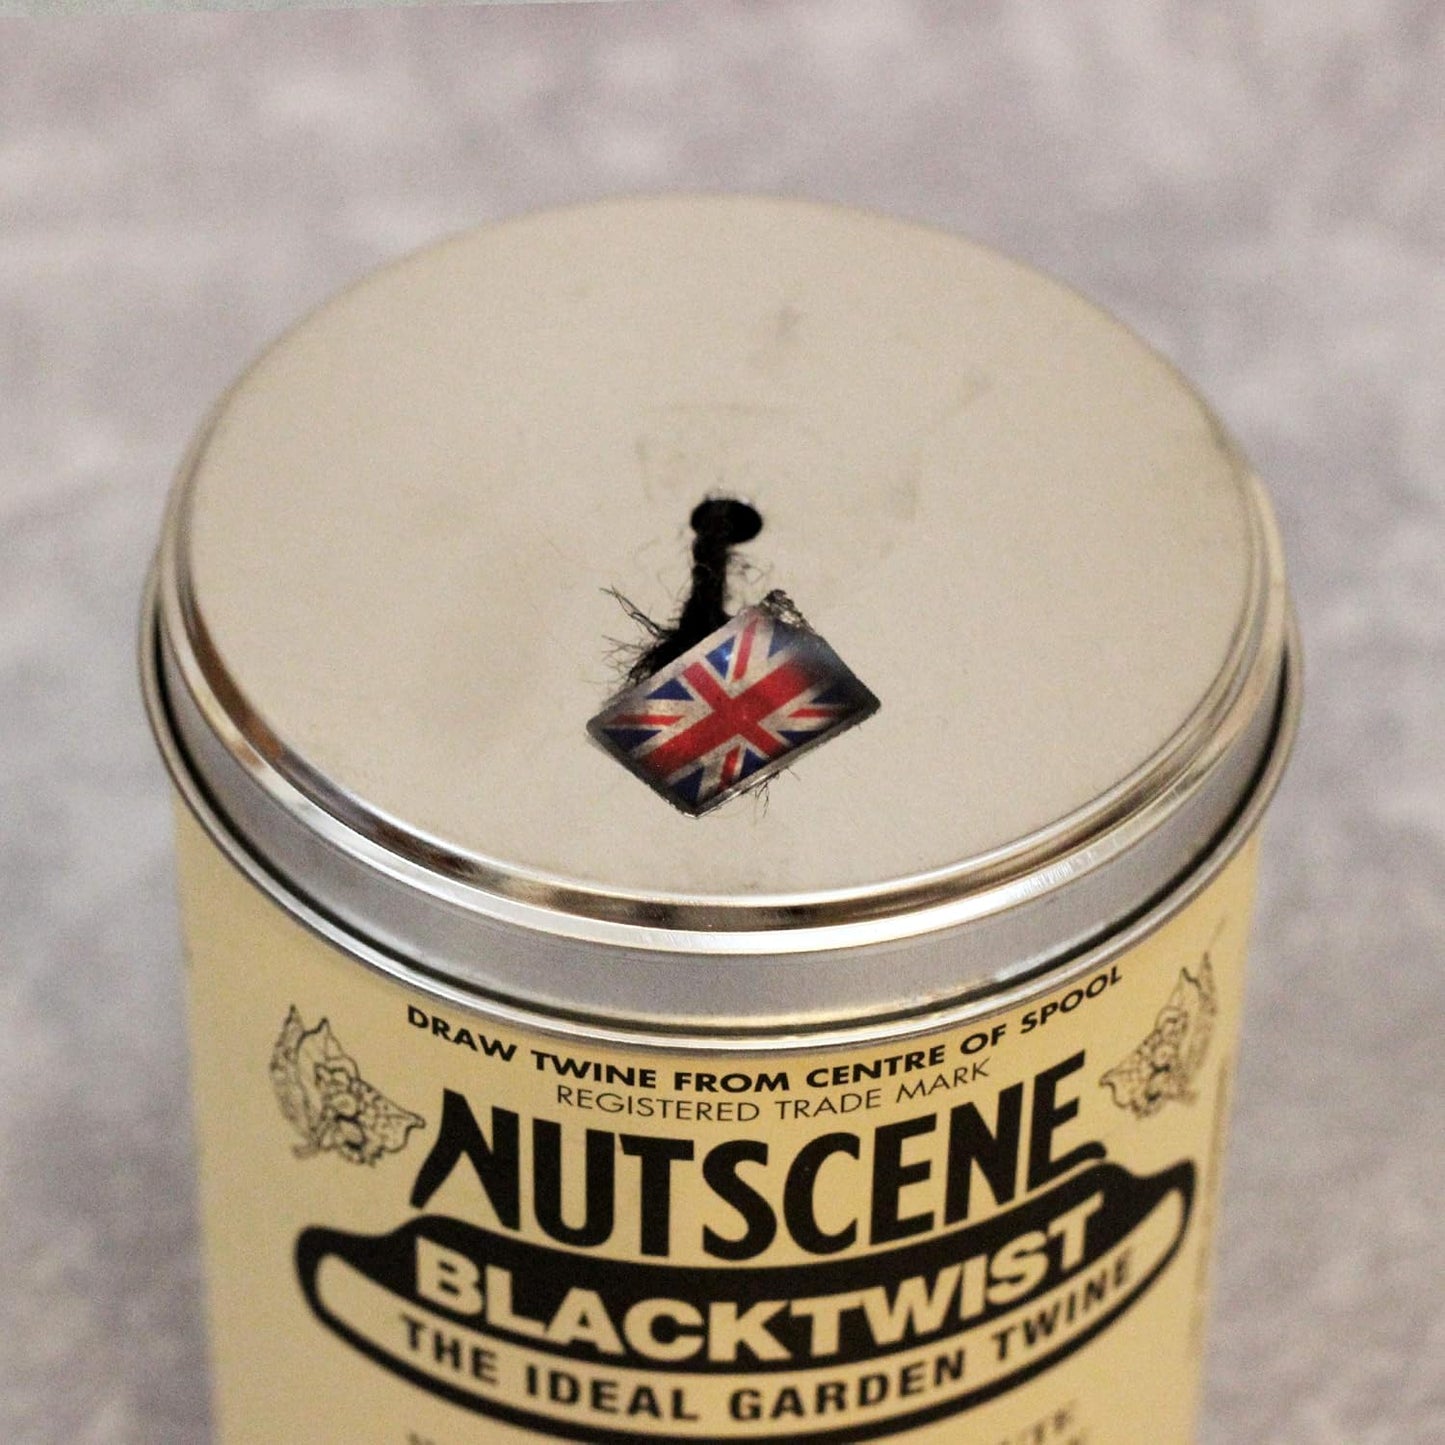 DRAW TWINE FROM CENTRE OF SPOOL
REGISTERED TRADE MARK
NUTSCENE
BLACKTWIST
THE IDEAL GARDEN TWINE